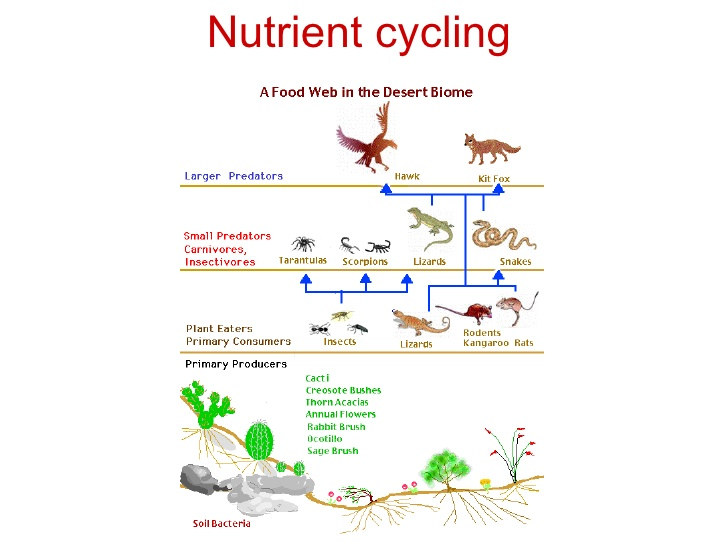 Nutrient cycling
A Food Web in the Desert Biome
Larger Predators
Hawk
Kit Fox
Small Predators
Carnivores,
Insectivores
Tarantulas
Scorpions
Lizards
Snakes
Plant Eaters
Primary Consumers
Insects
Lizards
Rodents
Kangaroo Rats
Primary Producers
Cacti
Creosote Bushes
Thorn Acacias
Annual Flowers
Rabbit Brush
Ocotillo
Sage Brush
Soil Bacteria